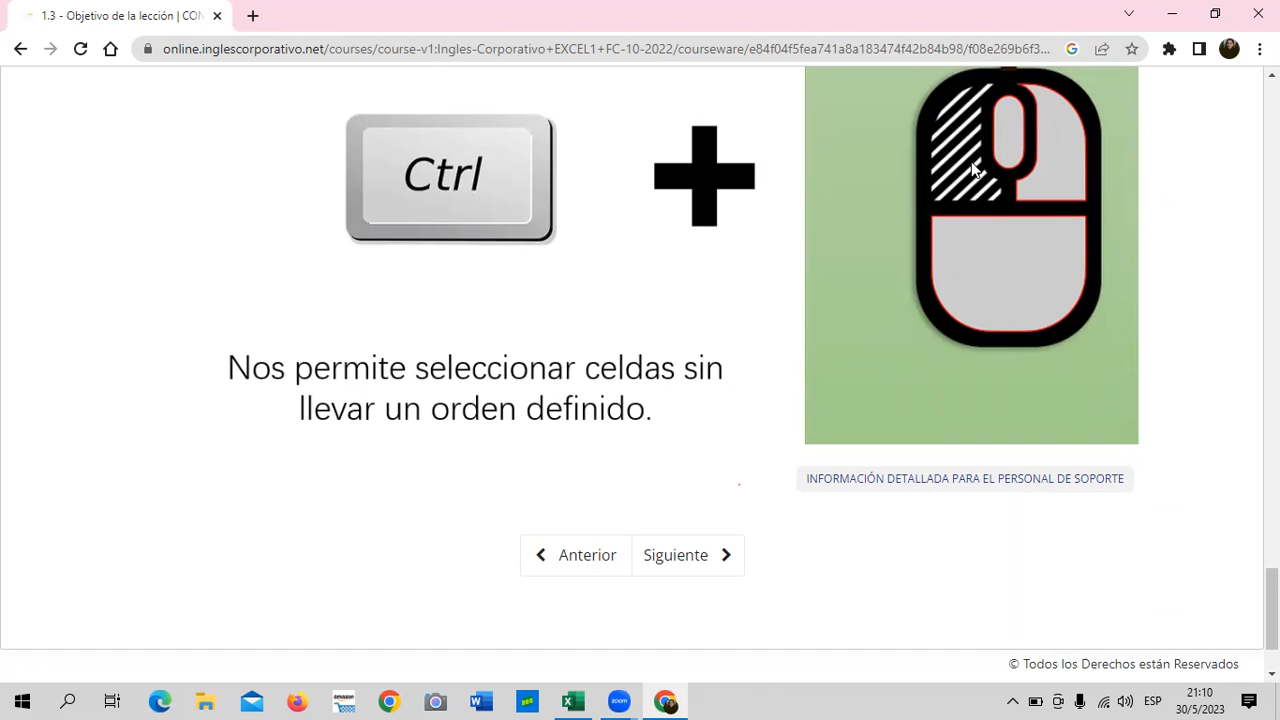 1.3 - Objetivo de la lección | CON
online.inglescorporativo.net/courses/course-v1:Ingles-Corporativo+EXCEL1+FC-10-2022/courseware/e84f04f5fea741a8a183474f42b84b98/f08e269b6f3...
Ctrl
Nos permite seleccionar celdas sin
llevar un orden definido.
INFORMACIÓN DETALLADA PARA EL PERSONAL DE SOPORTE
Anterior
Siguiente
© Todos los Derechos están Reservados
zoom
ESP
21:10
30/5/2023